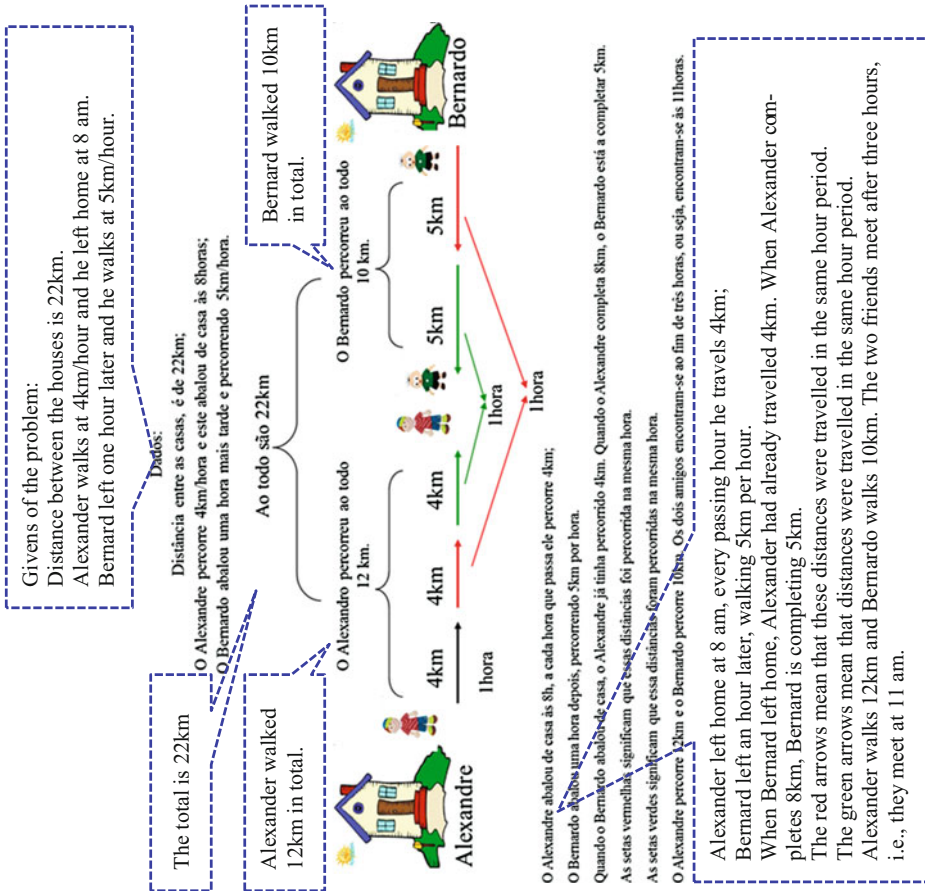 Givens of the problem:
Distance between the houses is 22km.
Alexander walks at 4km/hour and he left home at 8 am.
Bernard left one hour later and he walks at 5km/hour.
Dados:
Distância entre as casas, é de 22km;
O Alexandre percorre 4km/hora e este abalou de casa às 8horas;
O Bernardo abalou uma hora mais tarde e percorrendo 5km/hora.
The total is 22km
Ao todo são 22km
Alexander walked
12km in total.
Bernard walked 10km
in total.
O Alexandro percorreu ao todo
12 km.
O Bernardo percorreu ao todo
10 km.
4km
4km
4km
5km
5km
1hora
1hora
1hora
Alexandre
Bernardo
O Alexandre abalou de casa às 8h, a cada hora que passa ele percorre 4km;
O Bernardo abalou uma hora depois, percorrendo 5km por hora.
Quando o Bernardo abalou de casa, o Alexandre já tinha percorrido 4km. Quando o Alexandre completa 8km, o Bernardo está a completar 5km.
As setas vermelhas significam que essas distâncias foi percorrida na mesma hora.
As setas verdes significam que essa distâncias foram percorridas na mesma hora.
O Alexandre percorre 12km e o Bernardo percorre 10km. Os dois amigos encontram-se ao fim de três horas, ou seja, encontram-se às 11horas.
Alexander left home at 8 am, every passing hour he travels 4km;
Bernard left an hour later, walking 5km per hour.
When Bernard left home, Alexander had already travelled 4km. When Alexander com-
pletes 8km, Bernard is completing 5km.
The red arrows mean that these distances were travelled in the same hour period.
The green arrows mean that distances were travelled in the same hour period.
Alexander walks 12km and Bernardo walks 10km. The two friends meet after three hours,
i.e., they meet at 11 am.